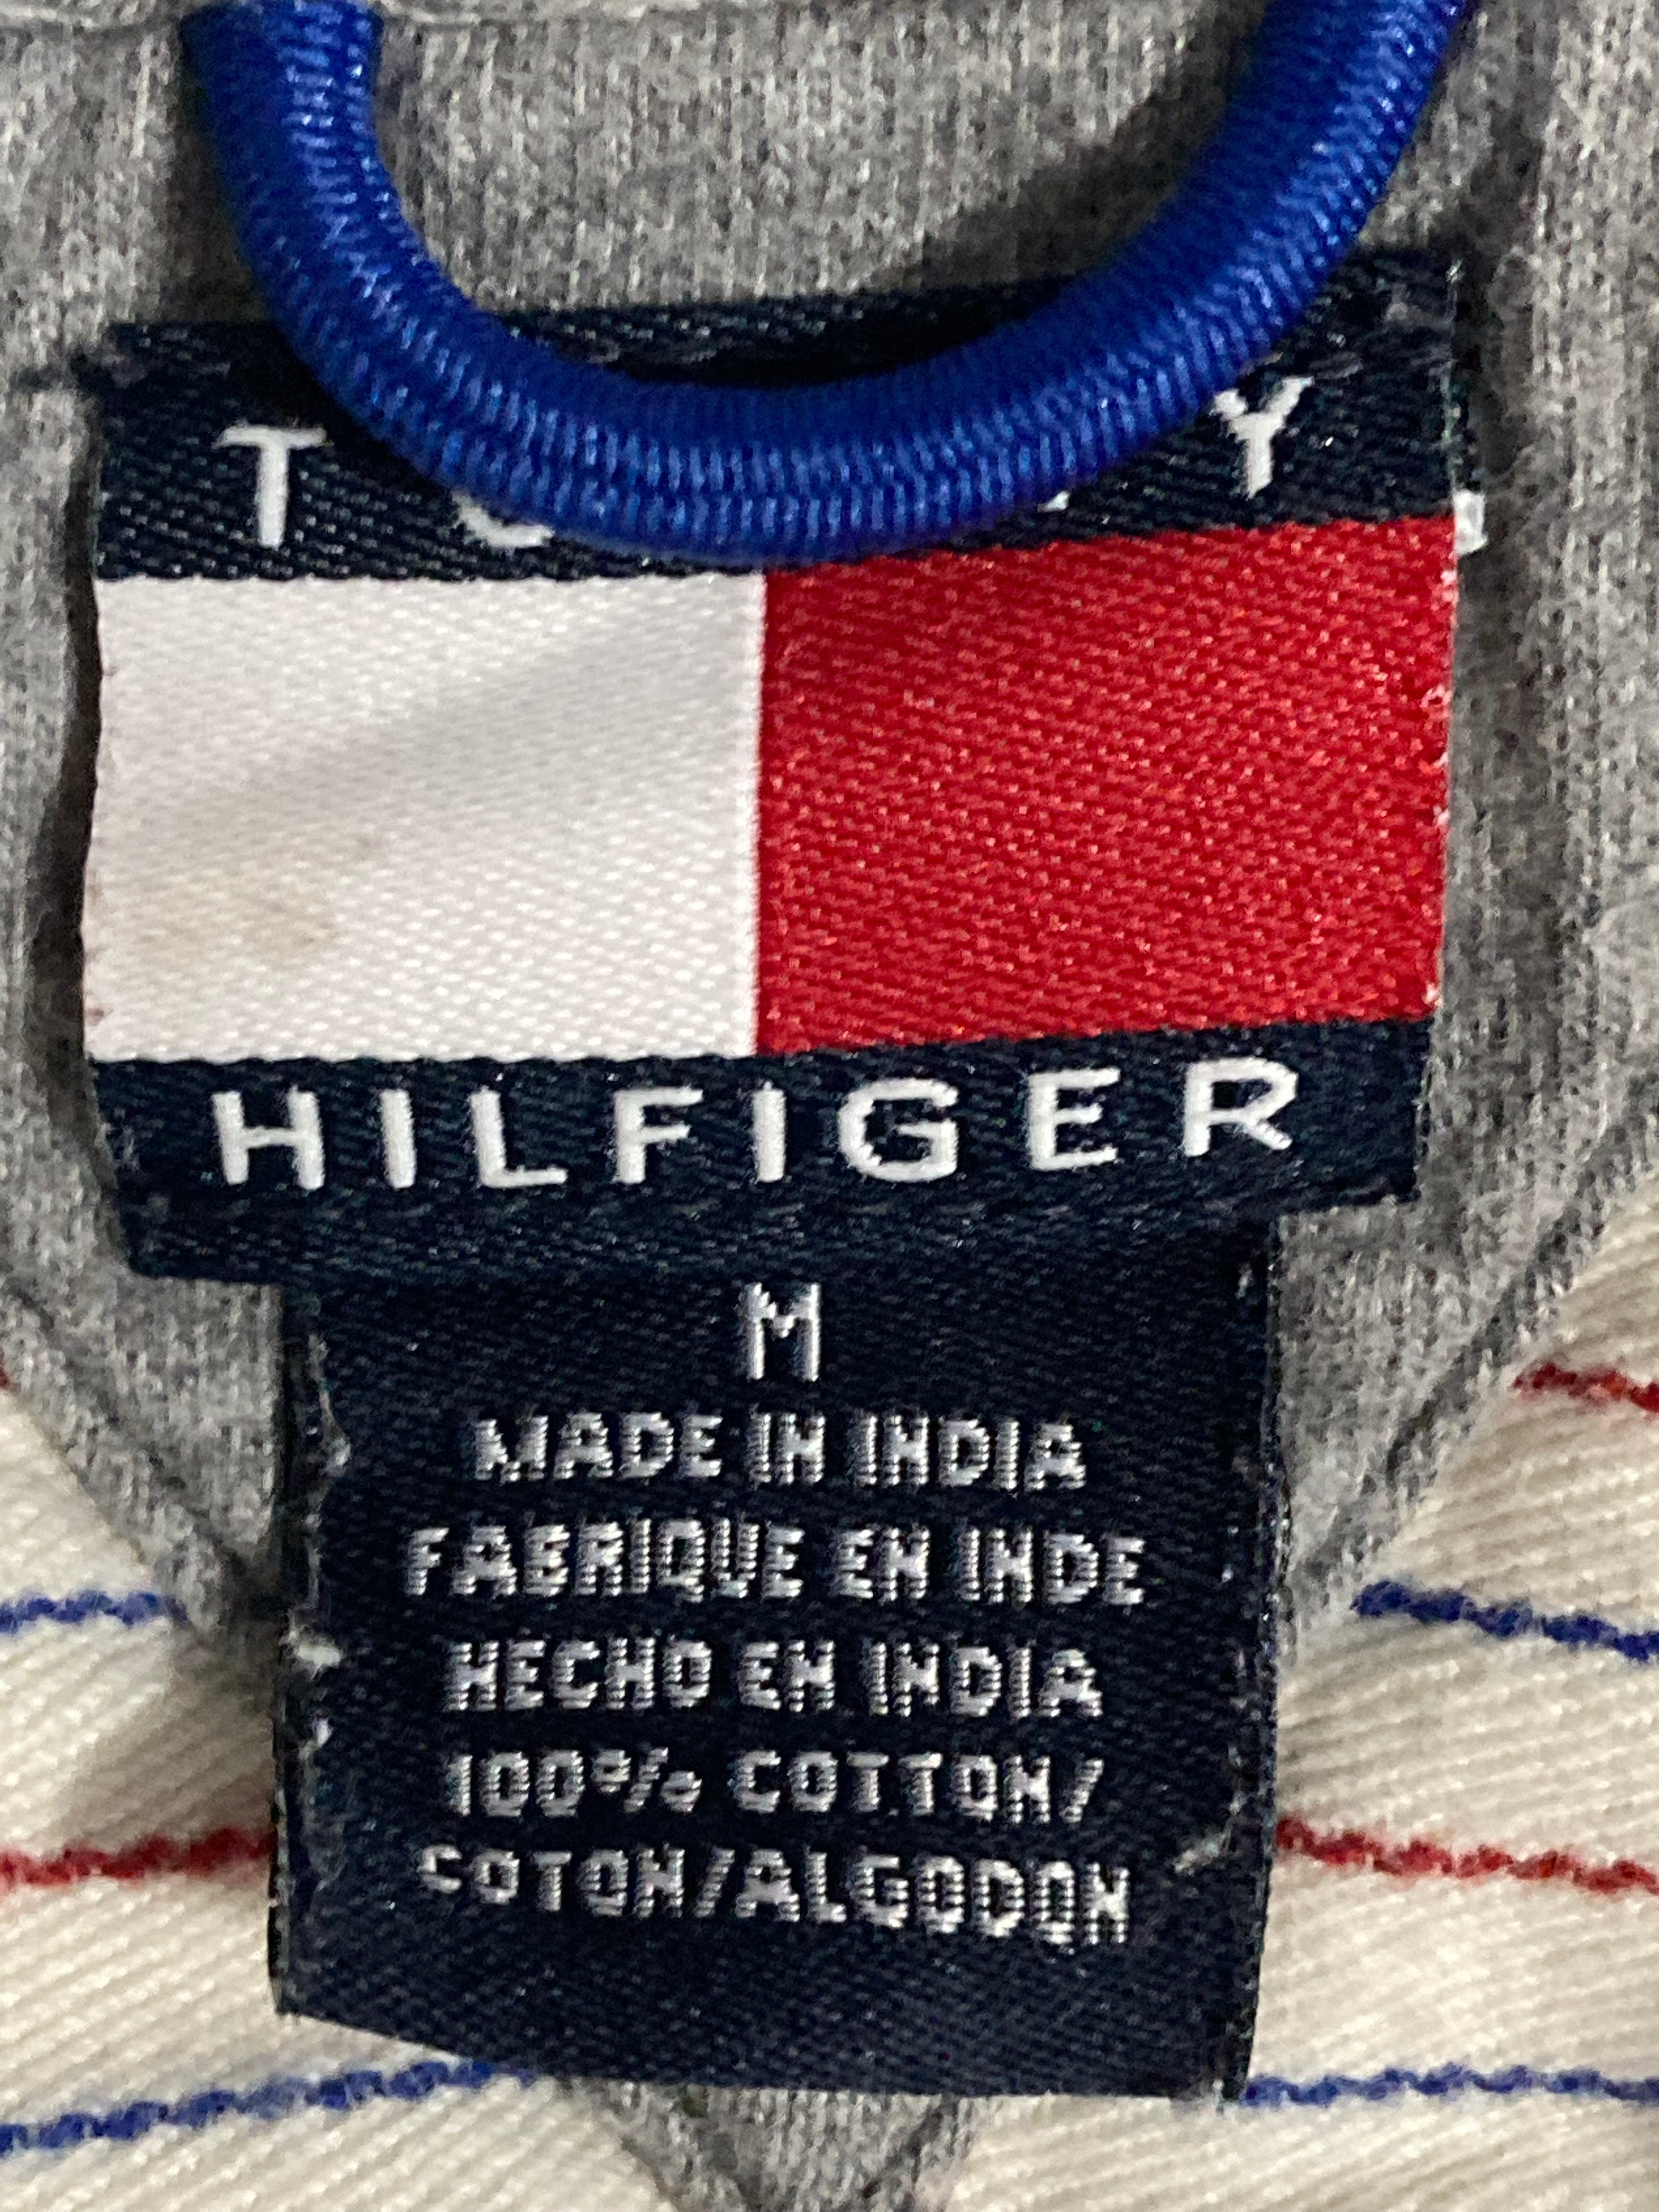 HILFIGER
M
MADE IN INDIA
FABRIQUE EN INDE
HECHO EN INDIA
100% COTTON/
COTON/ALGODON